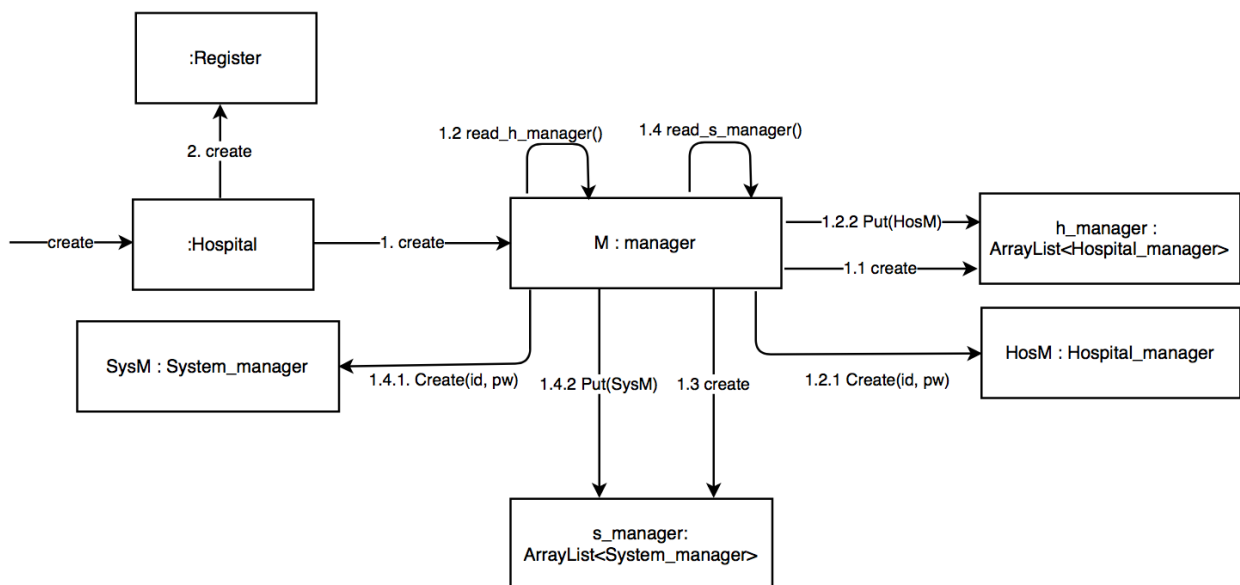 :Register
2. create
1.2 read_h_manager()
1.4 read_s_manager()
create
:Hospital
1. create
M : manager
1.2.2 Put(HosM)
1.1 create
h_manager :
ArrayList<Hospital_manager>
SysM : System_manager
1.4.1. Create(id, pw)
1.4.2 Put(SysM)
1.3 create
1.2.1 Create(id, pw)
HosM : Hospital_manager
s_manager:
ArrayList<System_manager>